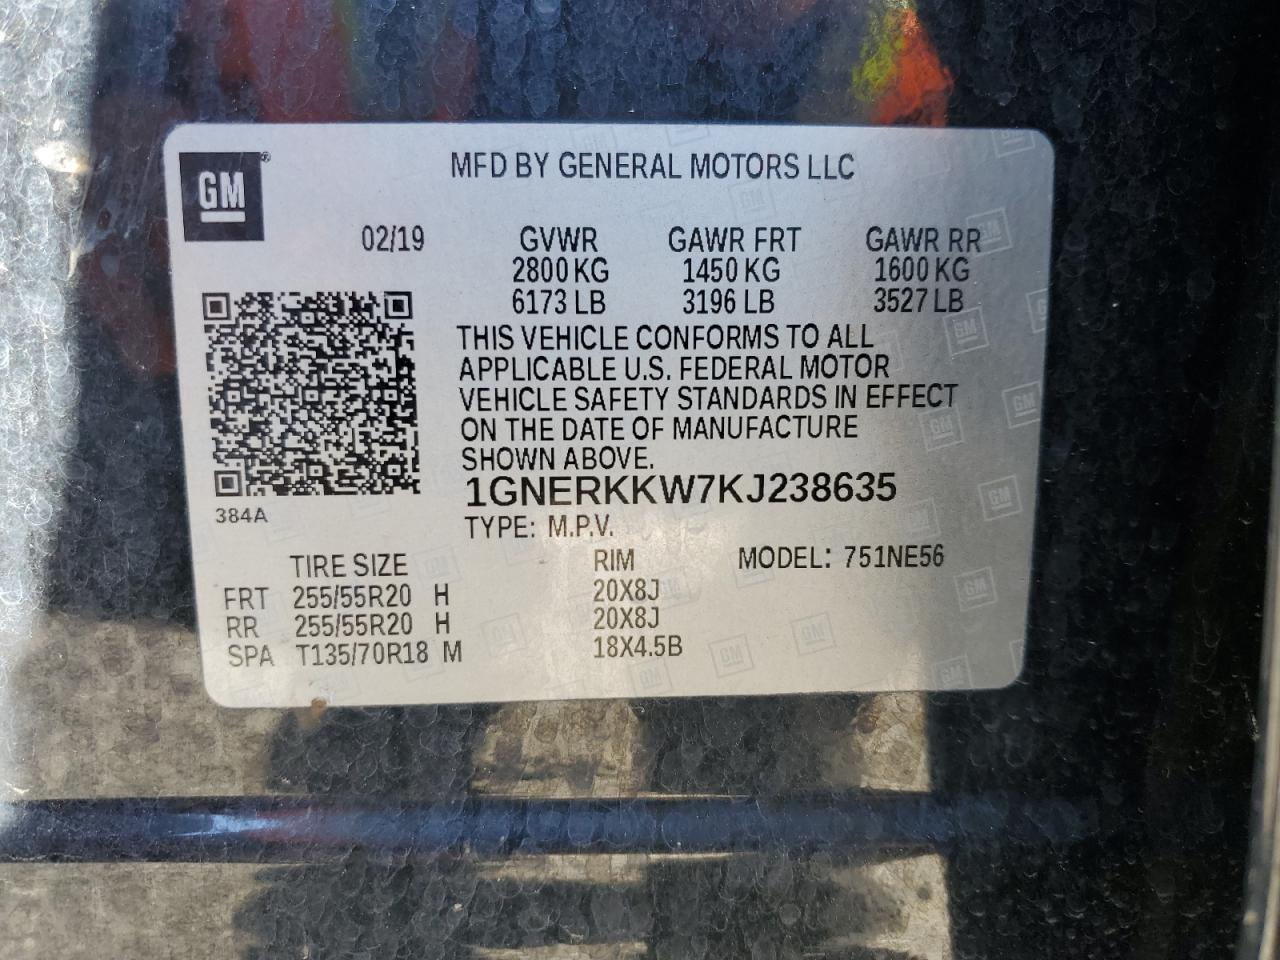 GM
MFD BY GENERAL MOTORS LLC
02/19 GVWR GAWR FRT GAWR RR
2800 KG 1450 KG 1600 KG
6173 LB 3196 LB 3527 LB
THIS VEHICLE CONFORMS TO ALL
APPLICABLE U.S. FEDERAL MOTOR
VEHICLE SAFETY STANDARDS IN EFFECT
ON THE DATE OF MANUFACTURE
SHOWN ABOVE.
1GNERKKW7KJ238635
384A
TYPE: M.P.V.
TIRE SIZE RIM MODEL: 751NE56
FRT 255/55R20 H 20X8J
RR 255/55R20 H 20X8J
SPA T135/70R18 M 18X4.5B